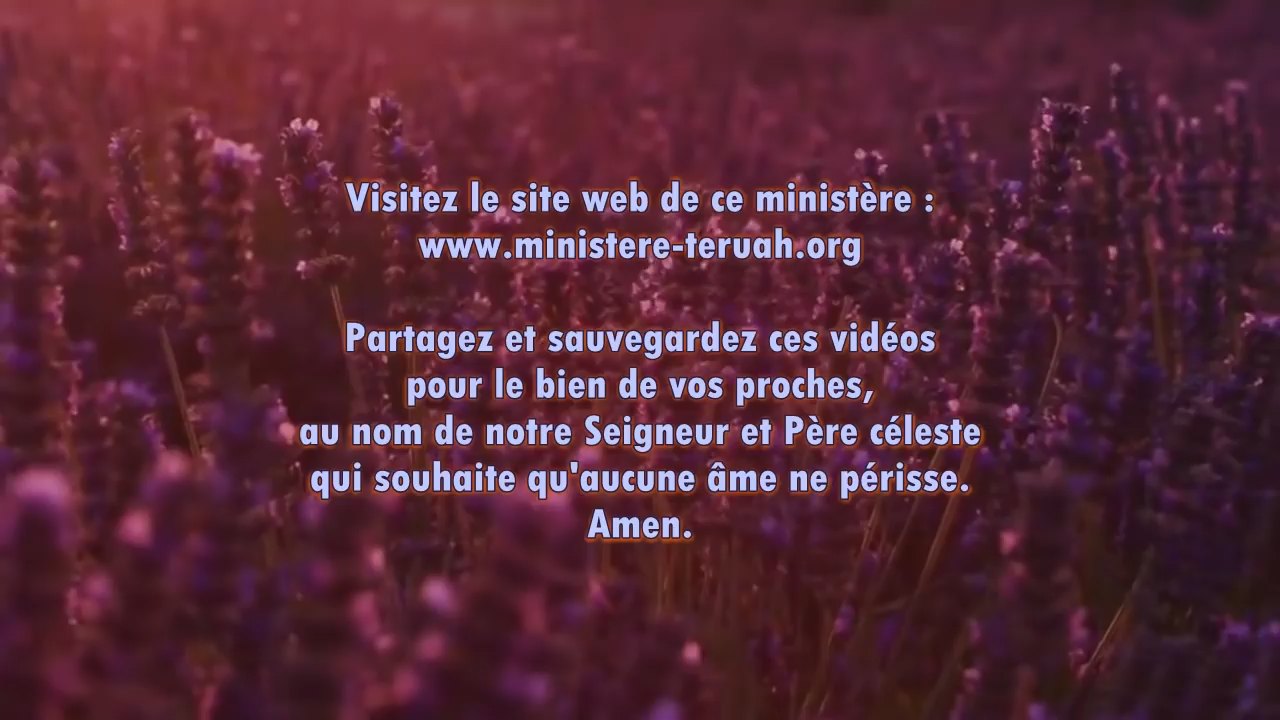 Visitez le site web de ce ministère :
www.ministere-teruah.org
Partagez et sauvegardez ces vidéos
pour le bien de vos proches,
au nom de notre Seigneur et Père céleste
qui souhaite qu'aucune âme ne périsse.
Amen.